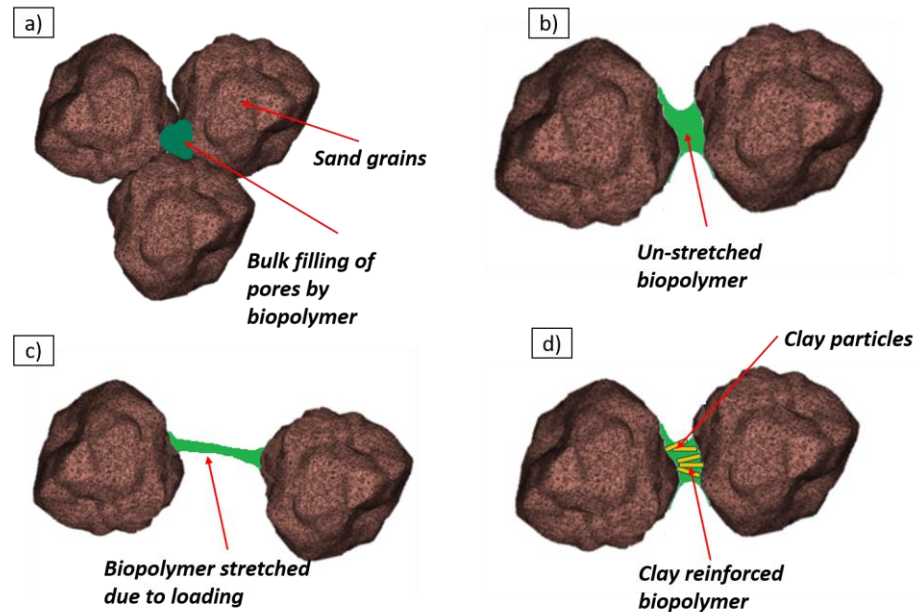 a)
Sand grains
Bulk filling of
pores by
biopolymer
b)
Un-stretched
biopolymer
c)
Biopolymer stretched
due to loading
d)
Clay particles
Clay reinforced
biopolymer